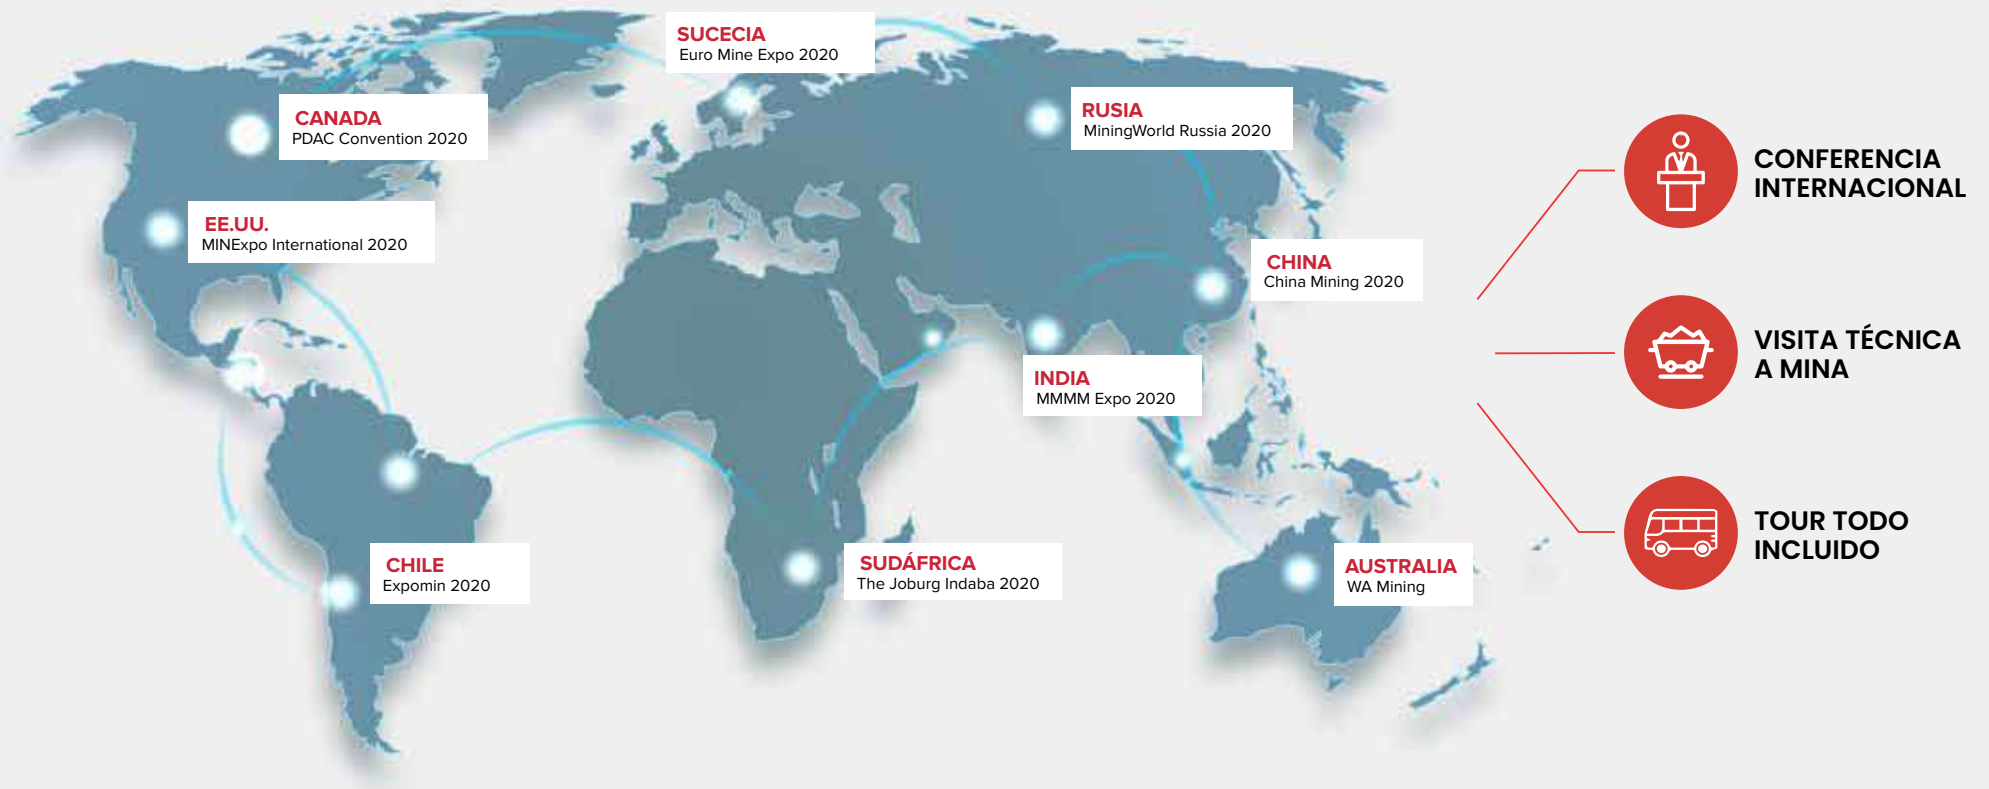 SUCECIA
Euro Mine Expo 2020
CANADA
PDAC Convention 2020
RUSIA
MiningWorld Russia 2020
EE.UU.
MINExpo International 2020
CHINA
China Mining 2020
INDIA
MMMM Expo 2020
CHILE
Expomin 2020
SUDÁFRICA
The Joburg Indaba 2020
AUSTRALIA
WA Mining
CONFERENCIA
INTERNACIONAL
VISITA TÉCNICA
A MINA
TOUR TODO
INCLUIDO